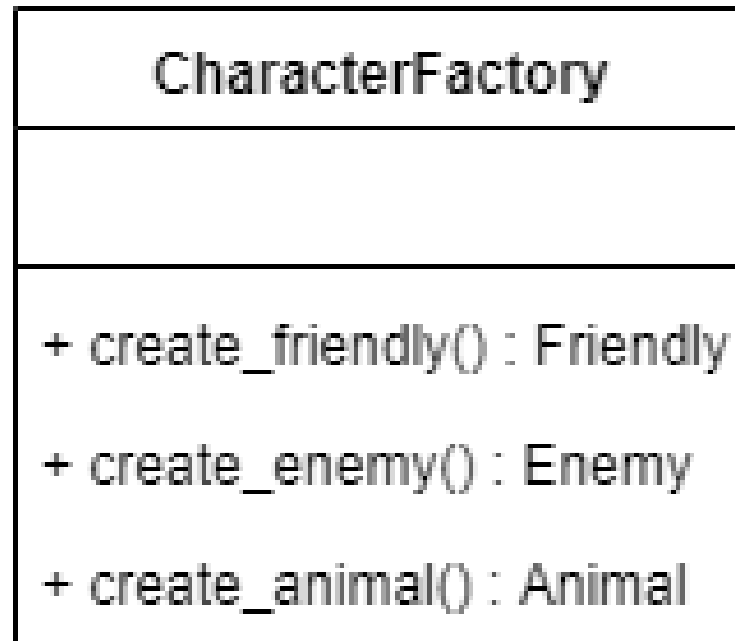 CharacterFactory
+ create_friendly() : Friendly
+ create_enemy() : Enemy
+ create_animal() : Animal